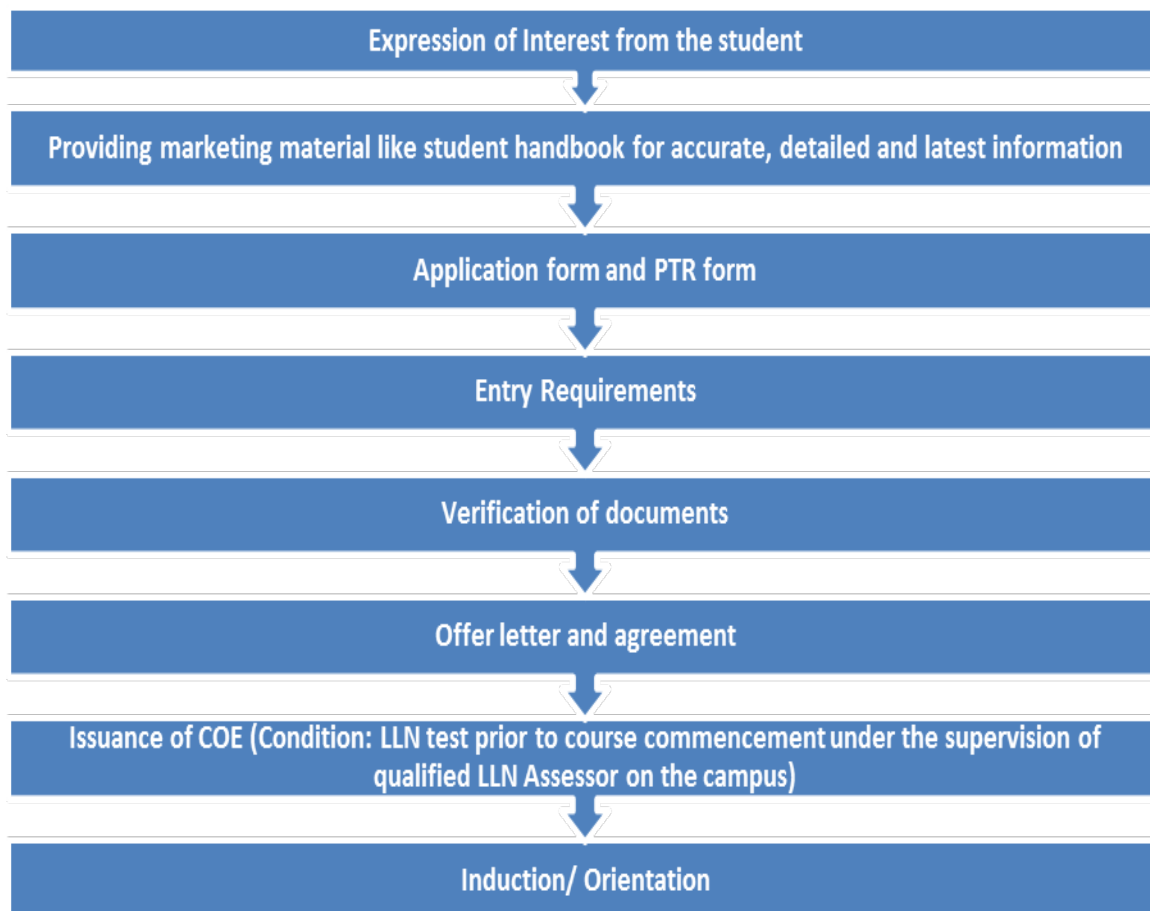 Expression of Interest from the student
Providing marketing material like student handbook for accurate, detailed and latest information
Application form and PTR form
Entry Requirements
Verification of documents
Offer letter and agreement
Issuance of COE (Condition: LLN test prior to course commencement under the supervision of
qualified LLN Assessor on the campus)
Induction/ Orientation